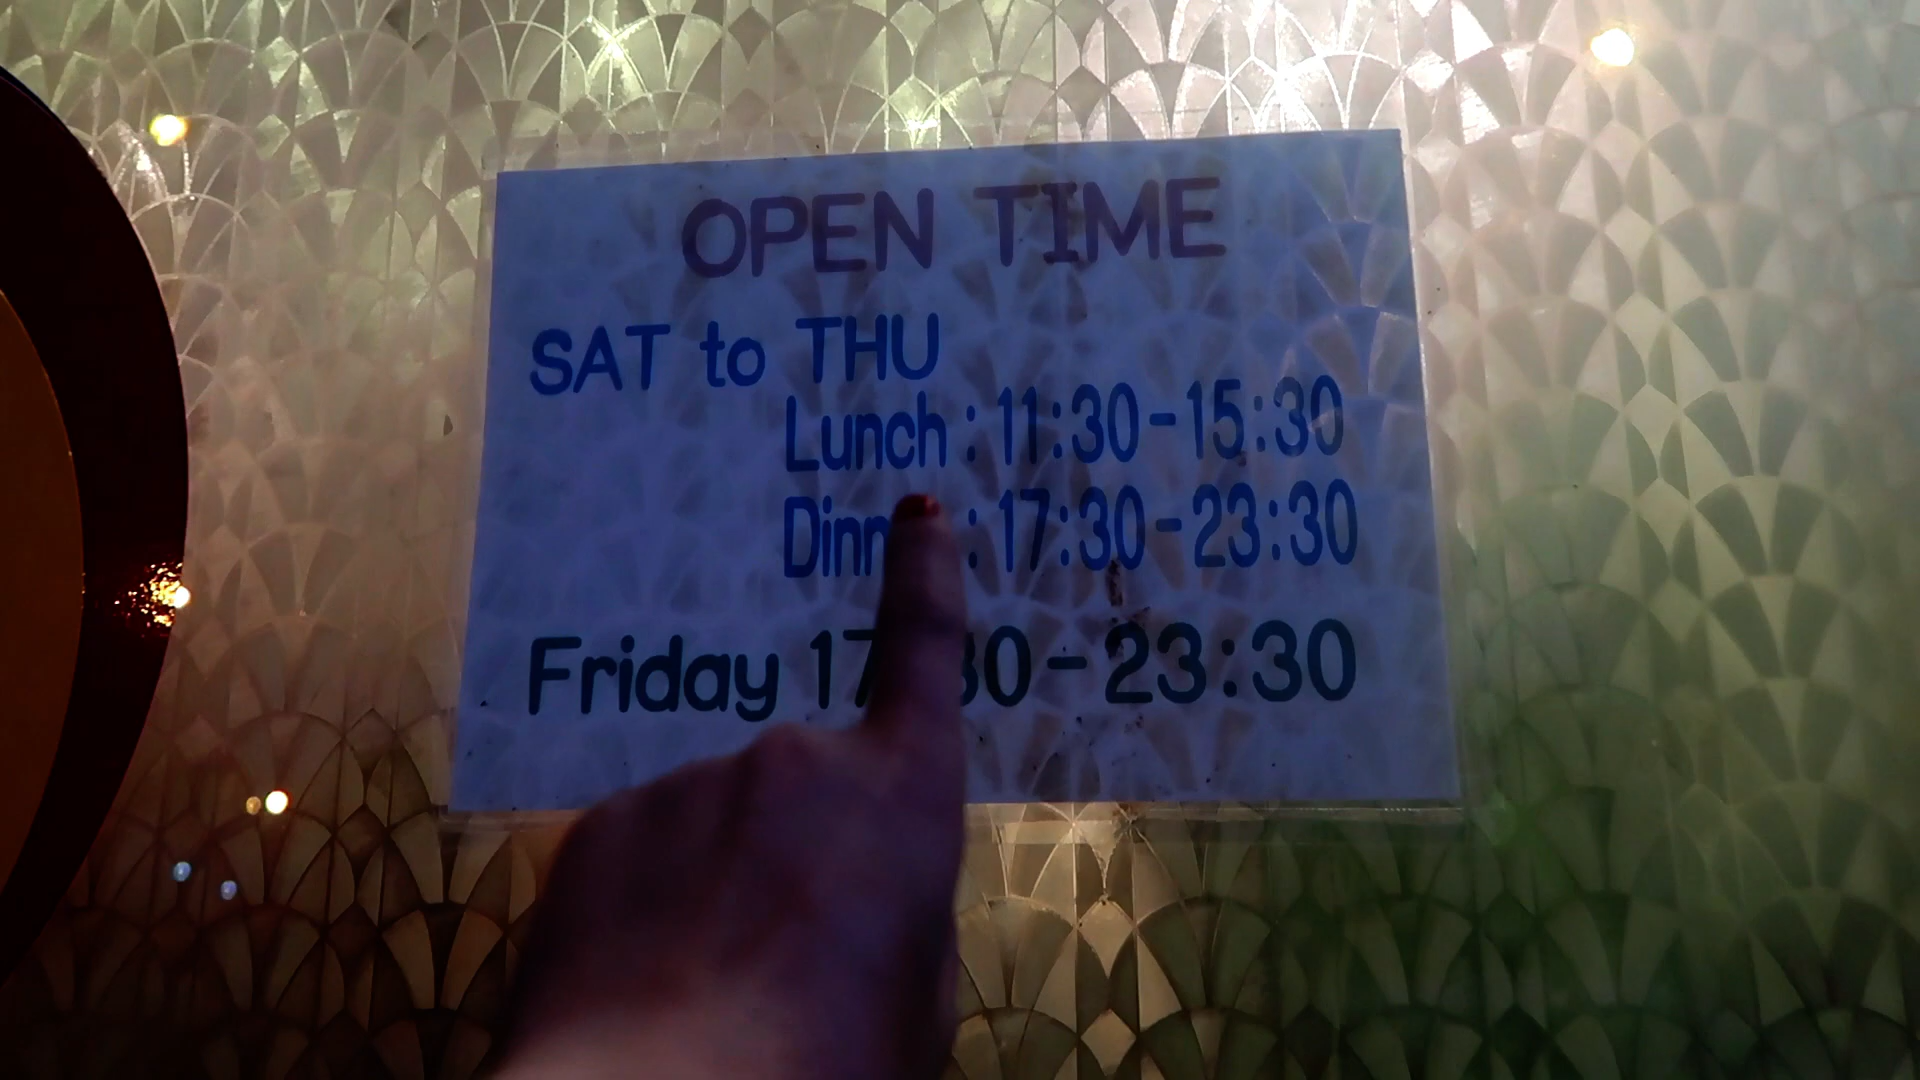 OPEN TIME
SAT to THU
Lunch : 11:30-15:30
Dinn : 17:30-23:30
Friday 17 30-23:30